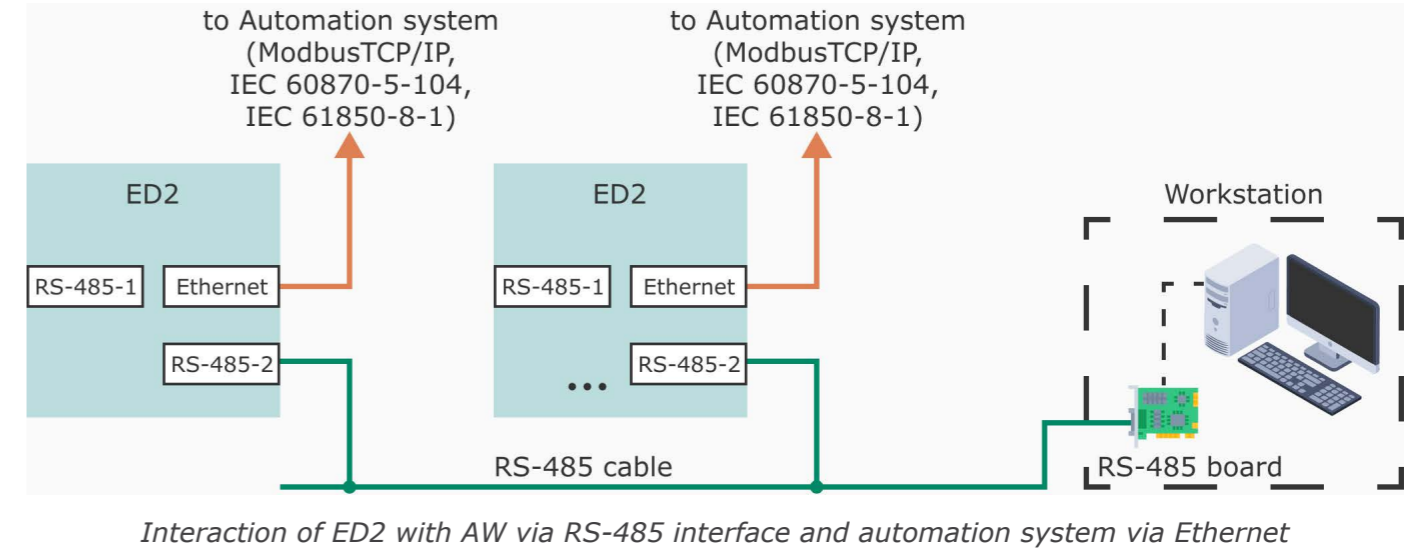 to Automation system
(ModbusTCP/IP,
IEC 60870-5-104,
IEC 61850-8-1)
to Automation system
(ModbusTCP/IP,
IEC 60870-5-104,
IEC 61850-8-1)
ED2
RS-485-1
Ethernet
RS-485-2
ED2
RS-485-1
Ethernet
...
RS-485-2
Workstation
RS-485 board
RS-485 cable
Interaction of ED2 with AW via RS-485 interface and automation system via Ethernet